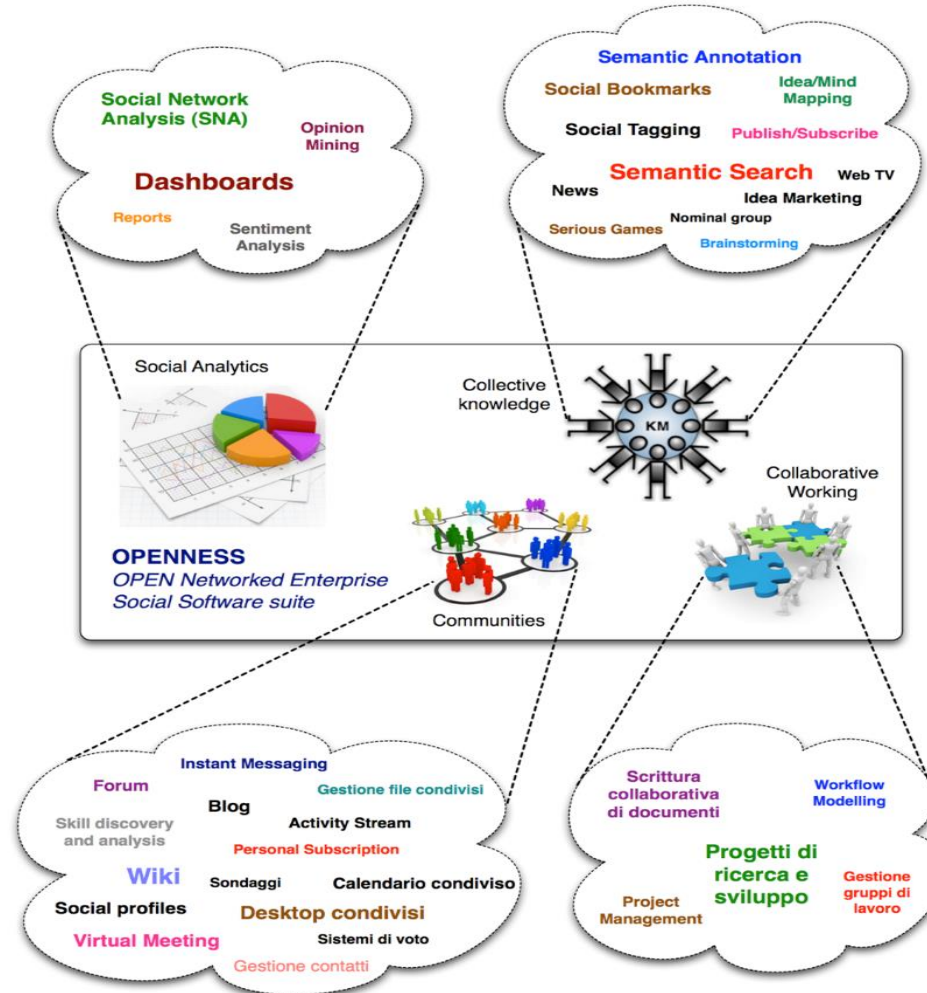 Social Network
Analysis (SNA)
Opinion
Mining
Dashboards
Reports
Sentiment
Analysis
Semantic Annotation
Social Bookmarks
Idea/Mind
Mapping
Social Tagging
Publish/Subscribe
Semantic Search
Web TV
News
Idea Marketing
Nominal group
Serious Games
Brainstorming
Social Analytics
Collective
knowledge
KM
Collaborative
Working
OPENNESS
OPEN Networked Enterprise
Social Software suite
Communities
Instant Messaging
Forum
Gestione file condivisi
Blog
Skill discovery
and analysis
Activity Stream
Personal Subscription
Wiki
Sondaggi
Calendario condiviso
Social profiles
Desktop condivisi
Virtual Meeting
Sistemi di voto
Gestione contatti
Scrittura
collaborativa
di documenti
Workflow
Modelling
Progetti di
ricerca e
sviluppo
Gestione
gruppi di
lavoro
Project
Management